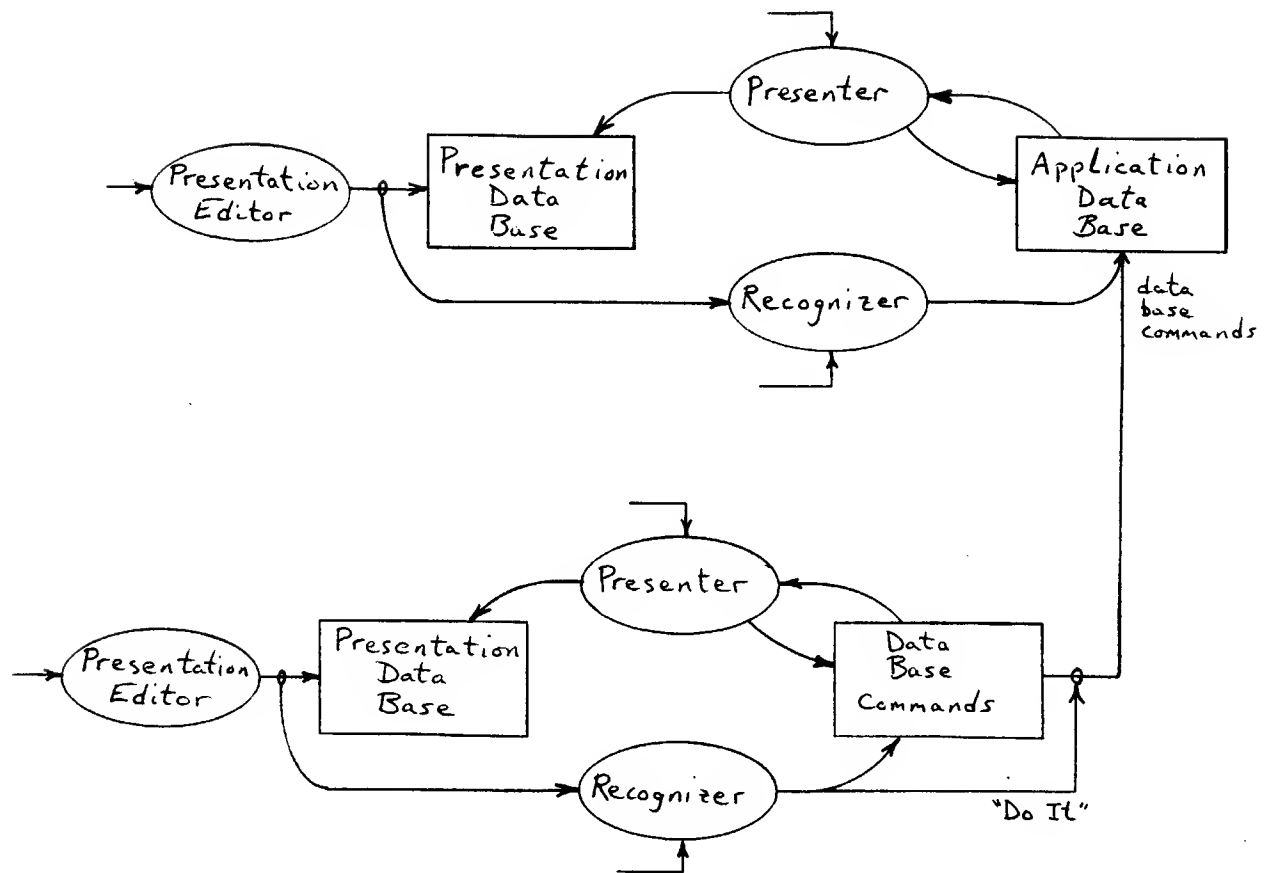 Presenter
Presentation
Editor
Presentation
Data
Base
Application
Data
Base
Recognizer
data
base
commands
Presenter
Presentation
Editor
Presentation
Data
Base
Data
Base
Commands
Recognizer
"Do It"